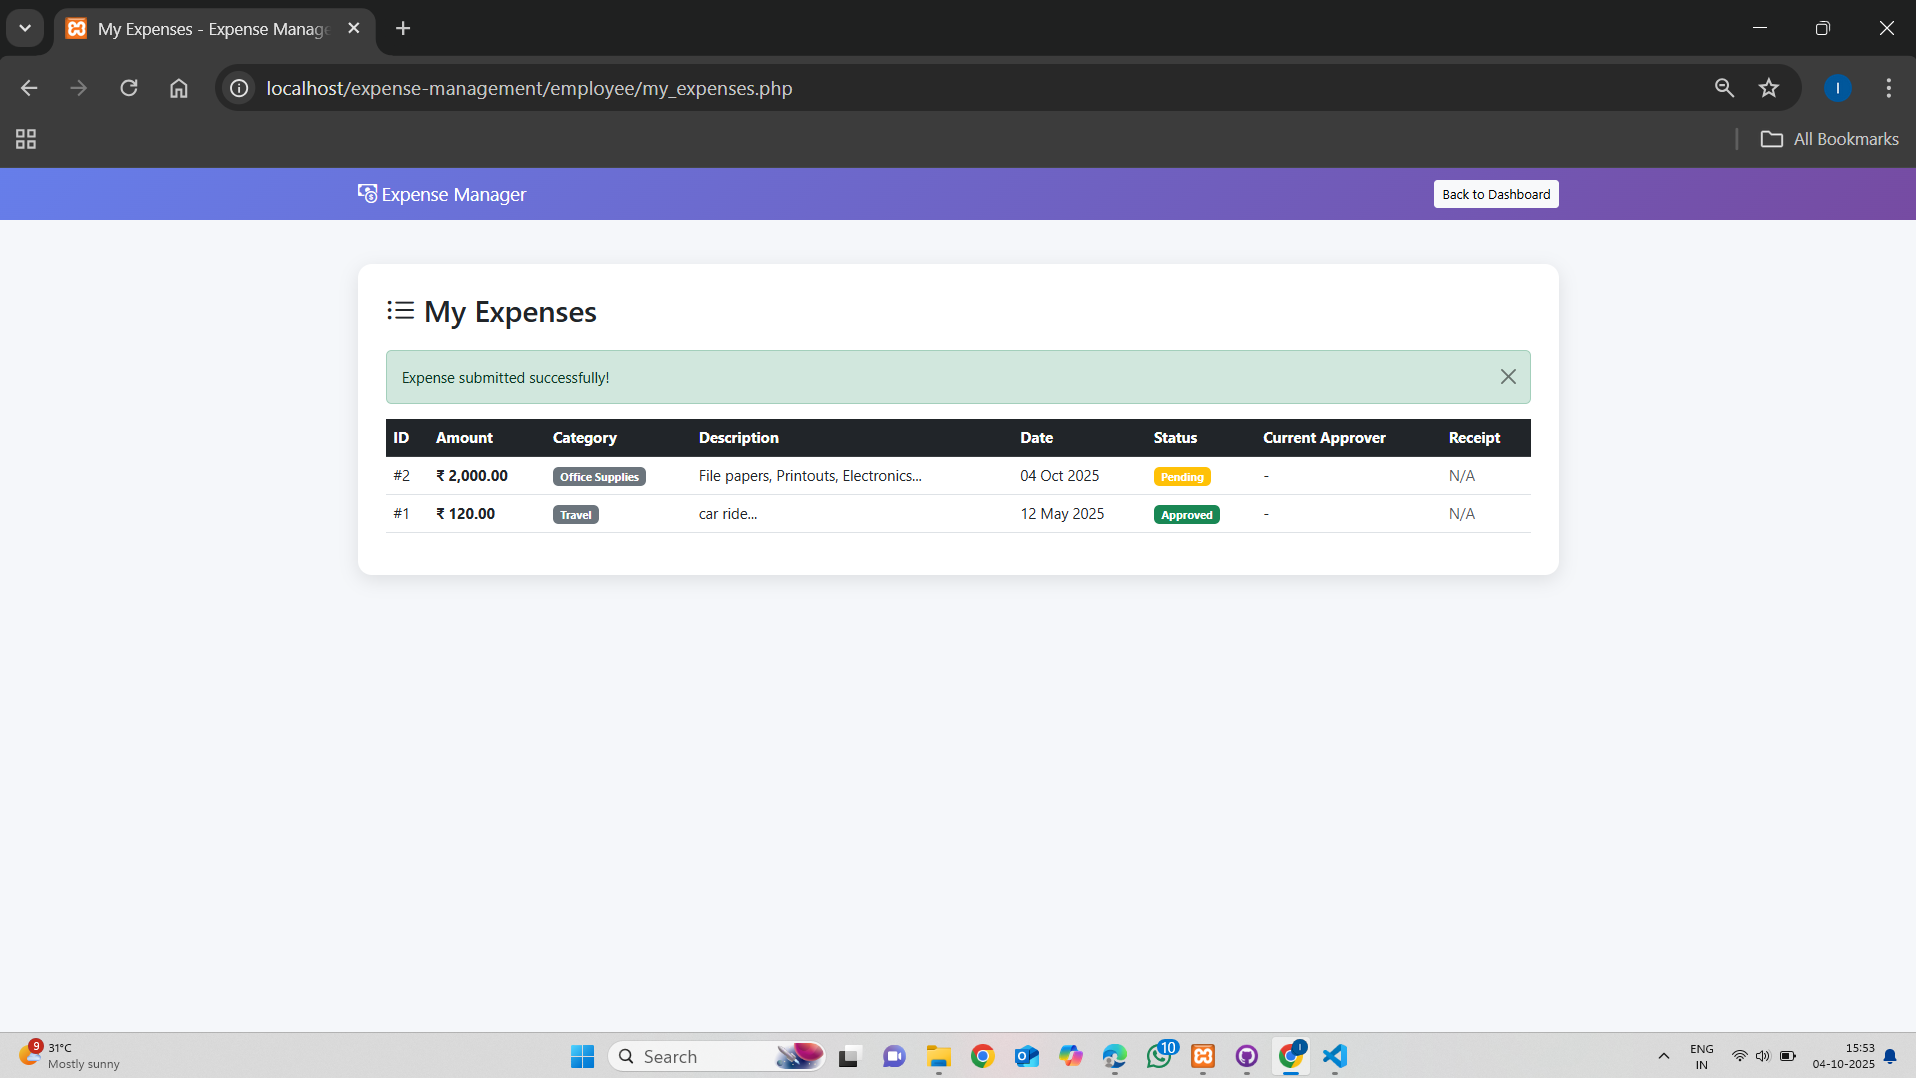 My Expenses - Expense Manage
localhost/expense-management/employee/my_expenses.php
I
All Bookmarks
Expense Manager
Back to Dashboard
My Expenses
Expense submitted successfully!
ID Amount Category Description Date Status Current Approver Receipt
#2 ₹ 2,000.00 Office Supplies File papers, Printouts, Electronics... 04 Oct 2025 Pending - N/A
#1 ₹ 120.00 Travel car ride... 12 May 2025 Approved - N/A
9
31°C
Mostly sunny
Search
10
ENG
IN
15:53
04-10-2025